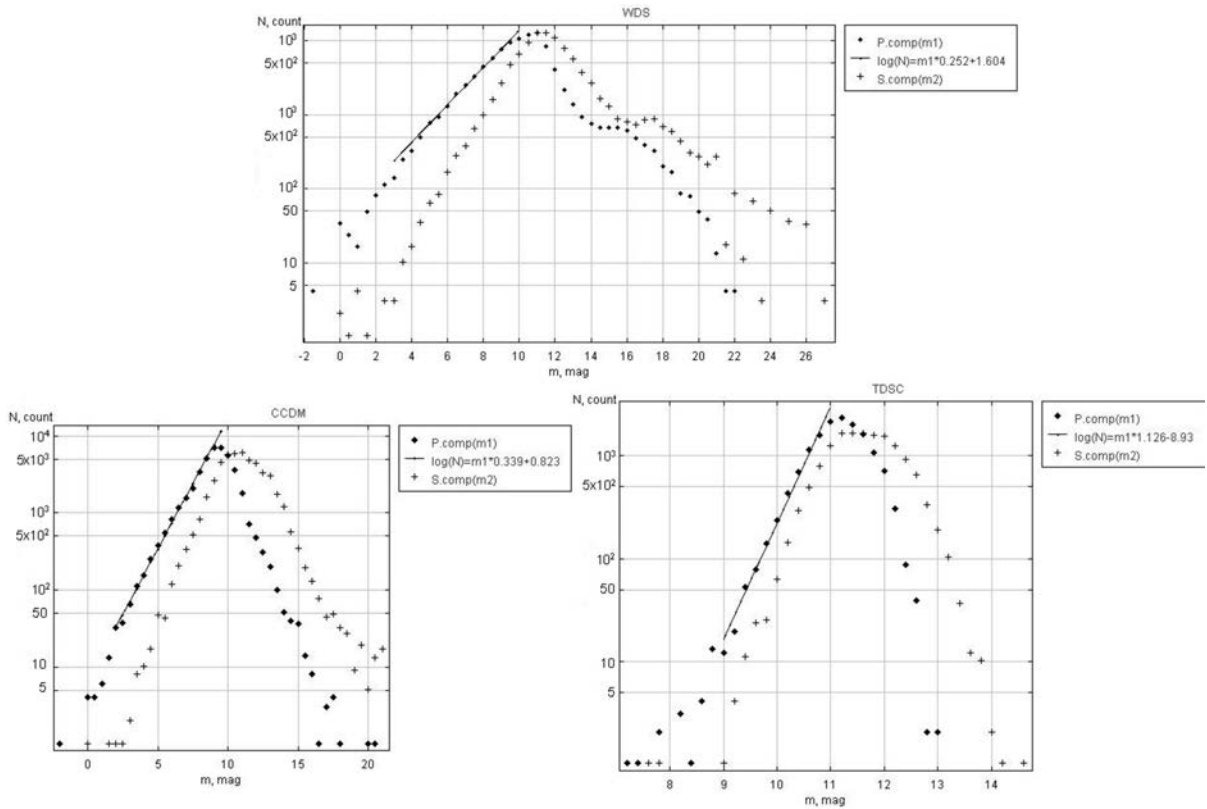 WDS
N, count
10³
5x10²
10³
5x10²
10²
50
10
5
-2 0 2 4 6 8 10 12 14 16 18 20 22 24 26
m, mag
P.comp(m1)
log(N)=m1*0.252+1.604
S.comp(m2)
CCDM
N, count
10⁴
5x10³
10³
5x10²
10²
50
10
5
0 5 10 15 20
m, mag
P.comp(m1)
log(N)=m1*0.339+0.823
S.comp(m2)
TDSC
N, count
10³
5x10²
10²
50
10
5
8 9 10 11 12 13 14
m, mag
P.comp(m1)
log(N)=m1*1.126-8.93
S.comp(m2)